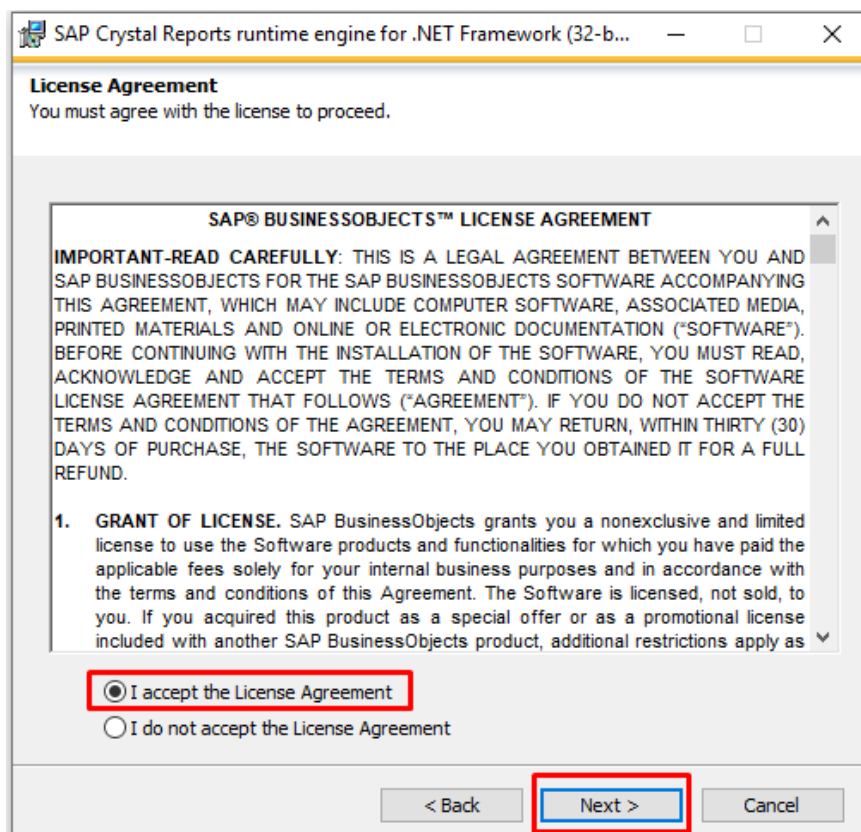 SAP Crystal Reports runtime engine for .NET Framework (32-b...
License Agreement
You must agree with the license to proceed.
SAP® BUSINESSOBJECTS™ LICENSE AGREEMENT
IMPORTANT-READ CAREFULLY: THIS IS A LEGAL AGREEMENT BETWEEN YOU AND
SAP BUSINESSOBJECTS FOR THE SAP BUSINESSOBJECTS SOFTWARE ACCOMPANYING
THIS AGREEMENT, WHICH MAY INCLUDE COMPUTER SOFTWARE, ASSOCIATED MEDIA,
PRINTED MATERIALS AND ONLINE OR ELECTRONIC DOCUMENTATION (“SOFTWARE”).
BEFORE CONTINUING WITH THE INSTALLATION OF THE SOFTWARE, YOU MUST READ,
ACKNOWLEDGE AND ACCEPT THE TERMS AND CONDITIONS OF THE SOFTWARE
LICENSE AGREEMENT THAT FOLLOWS (“AGREEMENT”). IF YOU DO NOT ACCEPT THE
TERMS AND CONDITIONS OF THE AGREEMENT, YOU MAY RETURN, WITHIN THIRTY (30)
DAYS OF PURCHASE, THE SOFTWARE TO THE PLACE YOU OBTAINED IT FOR A FULL
REFUND.
1. GRANT OF LICENSE. SAP BusinessObjects grants you a nonexclusive and limited
license to use the Software products and functionalities for which you have paid the
applicable fees solely for your internal business purposes and in accordance with
the terms and conditions of this Agreement. The Software is licensed, not sold, to
you. If you acquired this product as a special offer or as a promotional license
included with another SAP BusinessObjects product, additional restrictions apply as
I accept the License Agreement
I do not accept the License Agreement
< Back Next > Cancel